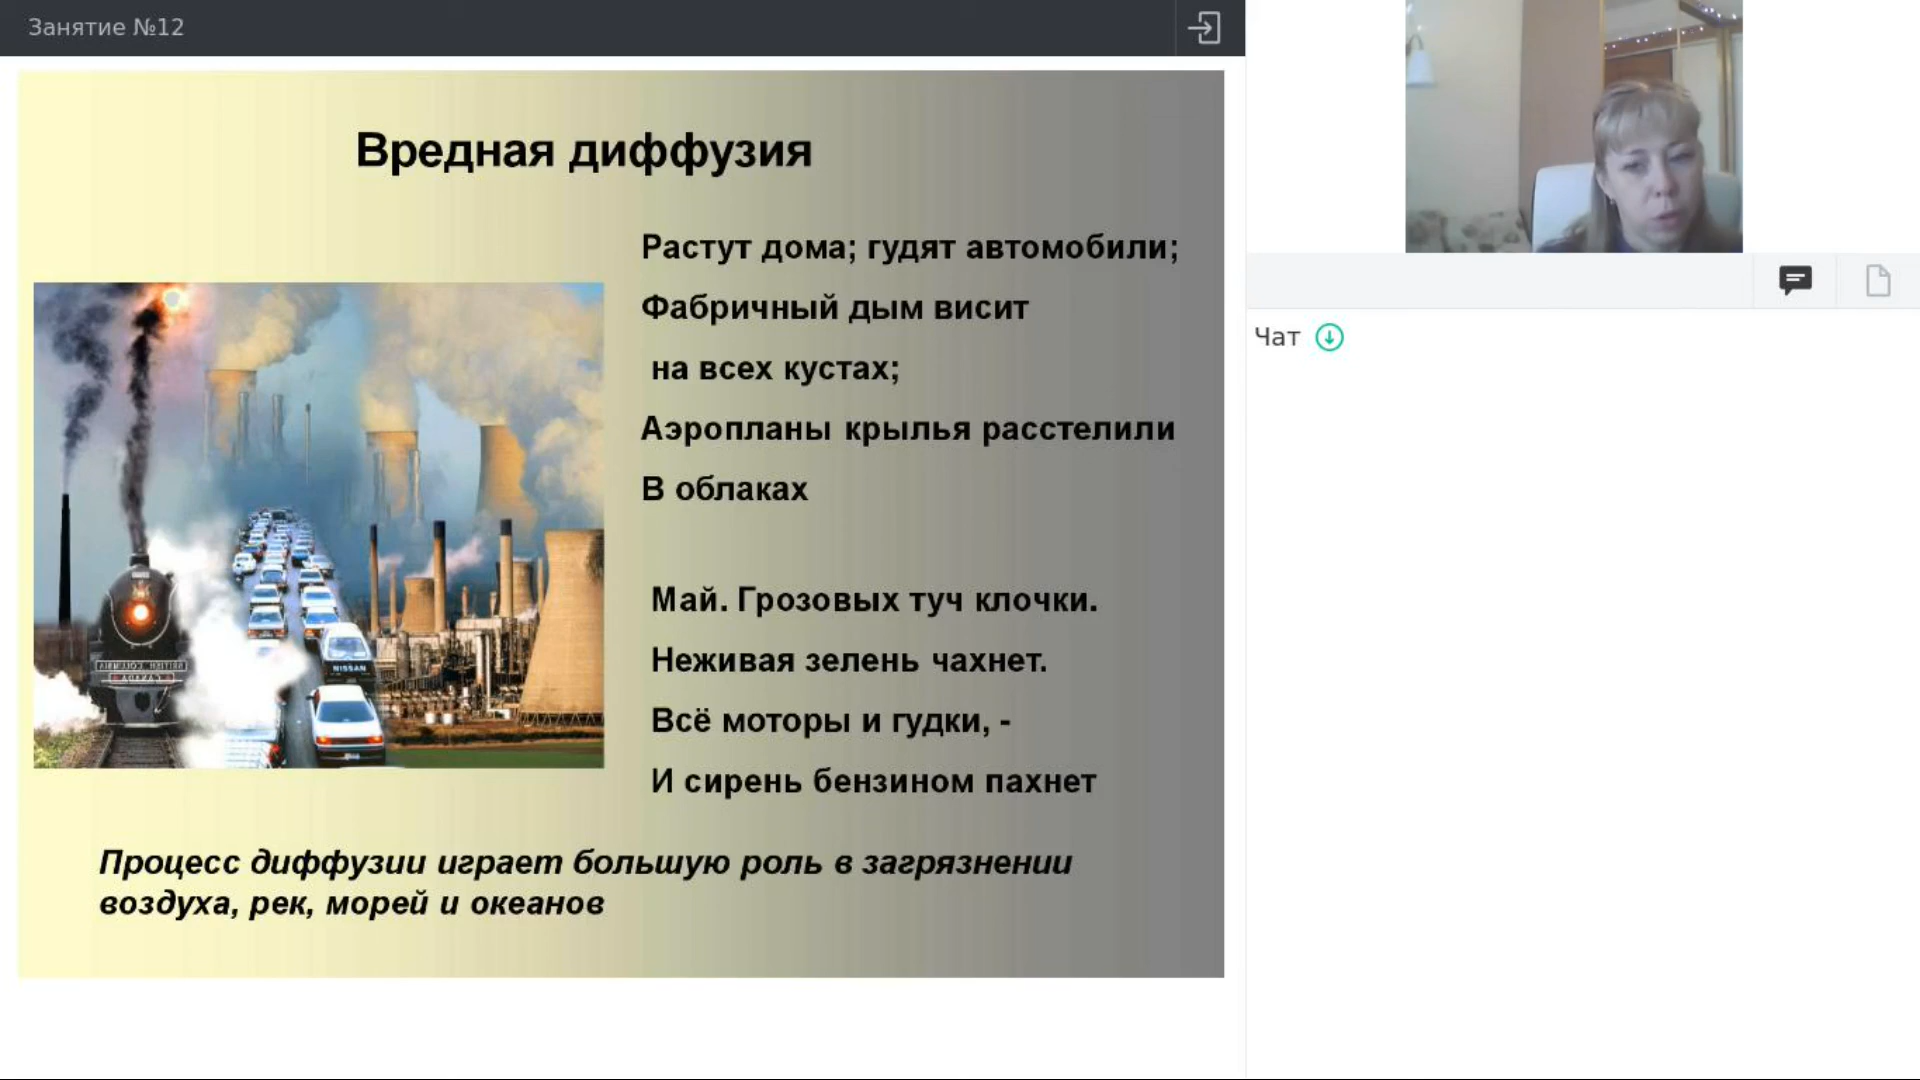 Занятие №12
Вредная диффузия
Растут дома; гудят автомобили;
Фабричный дым висит
на всех кустах;
Аэропланы крылья расстелили
В облаках
Май. Грозовых туч клочки.
Неживая зелень чахнет.
Всё моторы и гудки, -
И сирень бензином пахнет
NISSAN
Процесс диффузии играет большую роль в загрязнении
воздуха, рек, морей и океанов
Чат